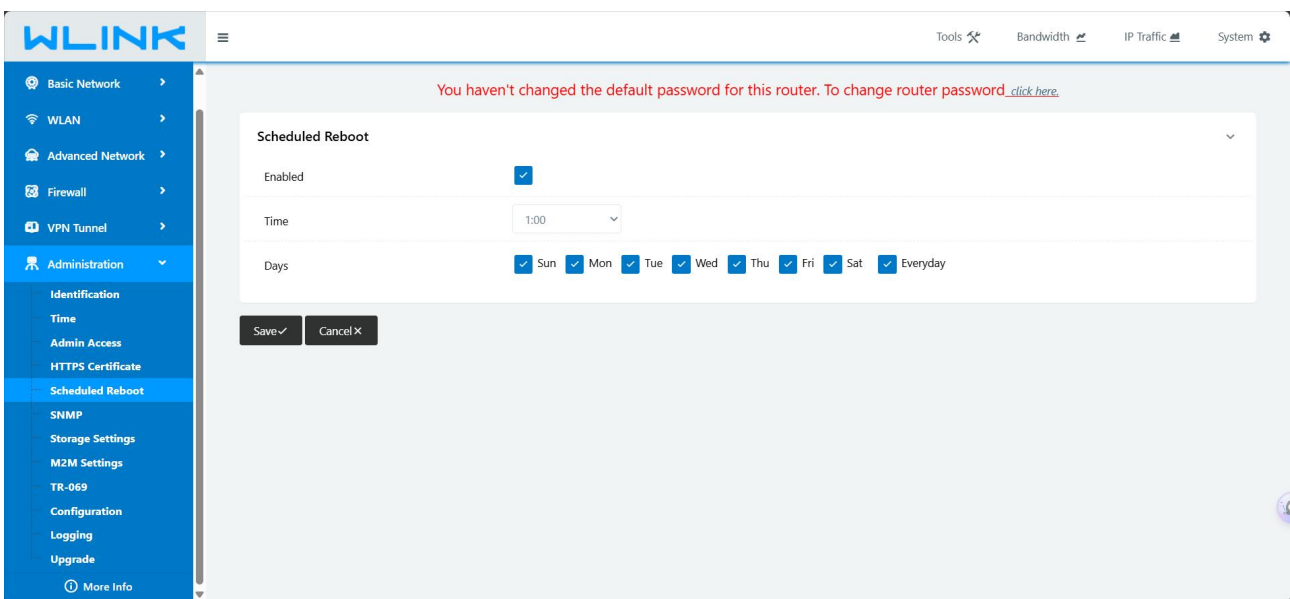 WLINK
Tools Bandwidth IP Traffic System
Basic Network
WLAN
Advanced Network
Firewall
VPN Tunnel
Administration
Identification
Time
Admin Access
HTTPS Certificate
Scheduled Reboot
SNMP
Storage Settings
M2M Settings
TR-069
Configuration
Logging
Upgrade
More Info
You haven't changed the default password for this router. To change router password click here.
Scheduled Reboot
Enabled
Time 1:00
Days Sun Mon Tue Wed Thu Fri Sat Everyday
Save Cancel